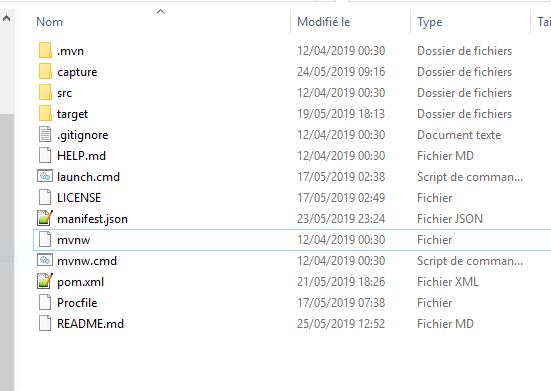 Nom Modifié le Type Tai
.mvn 12/04/2019 00:30 Dossier de fichiers
capture 24/05/2019 09:16 Dossier de fichiers
src 12/04/2019 00:30 Dossier de fichiers
target 19/05/2019 18:13 Dossier de fichiers
.gitignore 12/04/2019 00:30 Document texte
HELP.md 12/04/2019 00:30 Fichier MD
launch.cmd 17/05/2019 02:38 Script de comman...
LICENSE 17/05/2019 02:49 Fichier
manifest.json 23/05/2019 23:24 Fichier JSON
mvnw 12/04/2019 00:30 Fichier
mvnw.cmd 12/04/2019 00:30 Script de comman...
pom.xml 21/05/2019 18:26 Fichier XML
Procfile 17/05/2019 07:38 Fichier
README.md 25/05/2019 12:52 Fichier MD